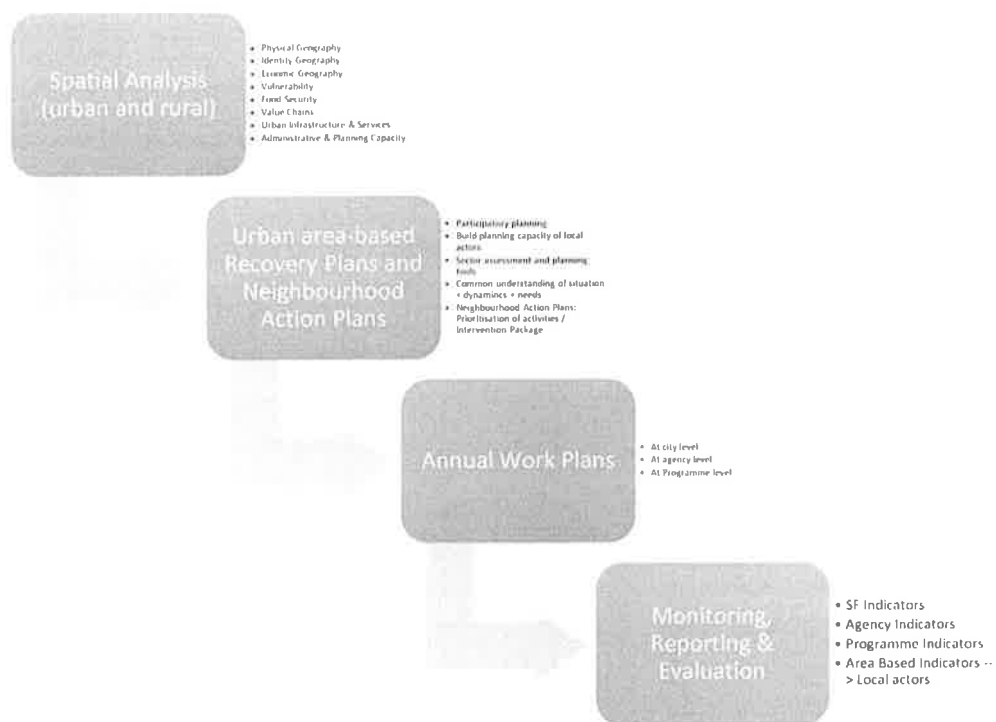 Spatial Analysis
(urban and rural)
• Physical Geography
• Identity Geography
• Economic Geography
• Vulnerability
• Food Security
• Value Chains
• Urban Infrastructure & Services
• Administrative & Planning Capacity
Urban area-based
Recovery Plans and
Neighbourhood
Action Plans
• Participatory planning
• Build planning capacity of local
actors
• Sector assessment and planning
tools
• Common understanding of situation
+ dynamincs + needs
• Neighbourhood Action Plans:
Prioritisation of activities /
Intervention Package
Annual Work Plans
• At city level
• At agency level
• At Programme level
Monitoring,
Reporting &
Evaluation
• SF Indicators
• Agency Indicators
• Programme Indicators
• Area Based Indicators --
> Local actors